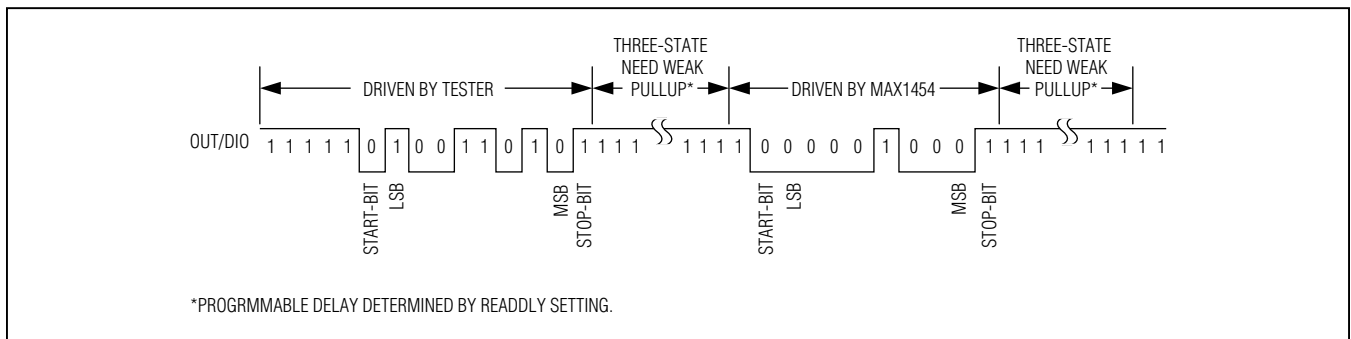 THREE-STATE
NEED WEAK
PULLUP*
THREE-STATE
NEED WEAK
PULLUP*
DRIVEN BY TESTER
DRIVEN BY MAX1454
OUT/DIO
1 1 1 1 1 0 1 0 0 1 1 0 1 0 1 1 1 1 1 1 1 1 0 0 0 0 0 1 0 0 0 1 1 1 1 1 1 1 1 1
START-BIT
LSB
MSB
STOP-BIT
START-BIT
LSB
MSB
STOP-BIT
*PROGRMMABLE DELAY DETERMINED BY READDLY SETTING.